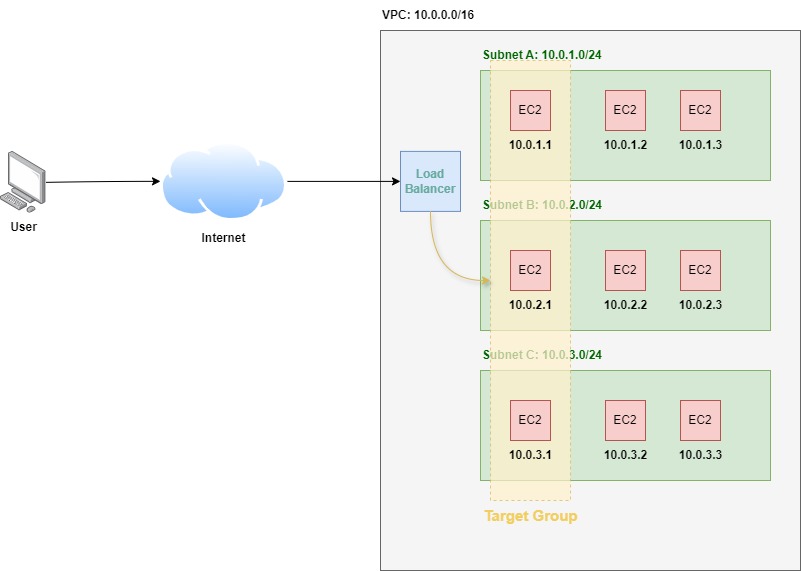 VPC: 10.0.0.0/16
Subnet A: 10.0.1.0/24
EC2
EC2
EC2
10.0.1.1
10.0.1.2
10.0.1.3
Load
Balancer
User
Internet
Subnet B: 10.0.2.0/24
EC2
EC2
EC2
10.0.2.1
10.0.2.2
10.0.2.3
Subnet C: 10.0.3.0/24
EC2
EC2
EC2
10.0.3.1
10.0.3.2
10.0.3.3
Target Group